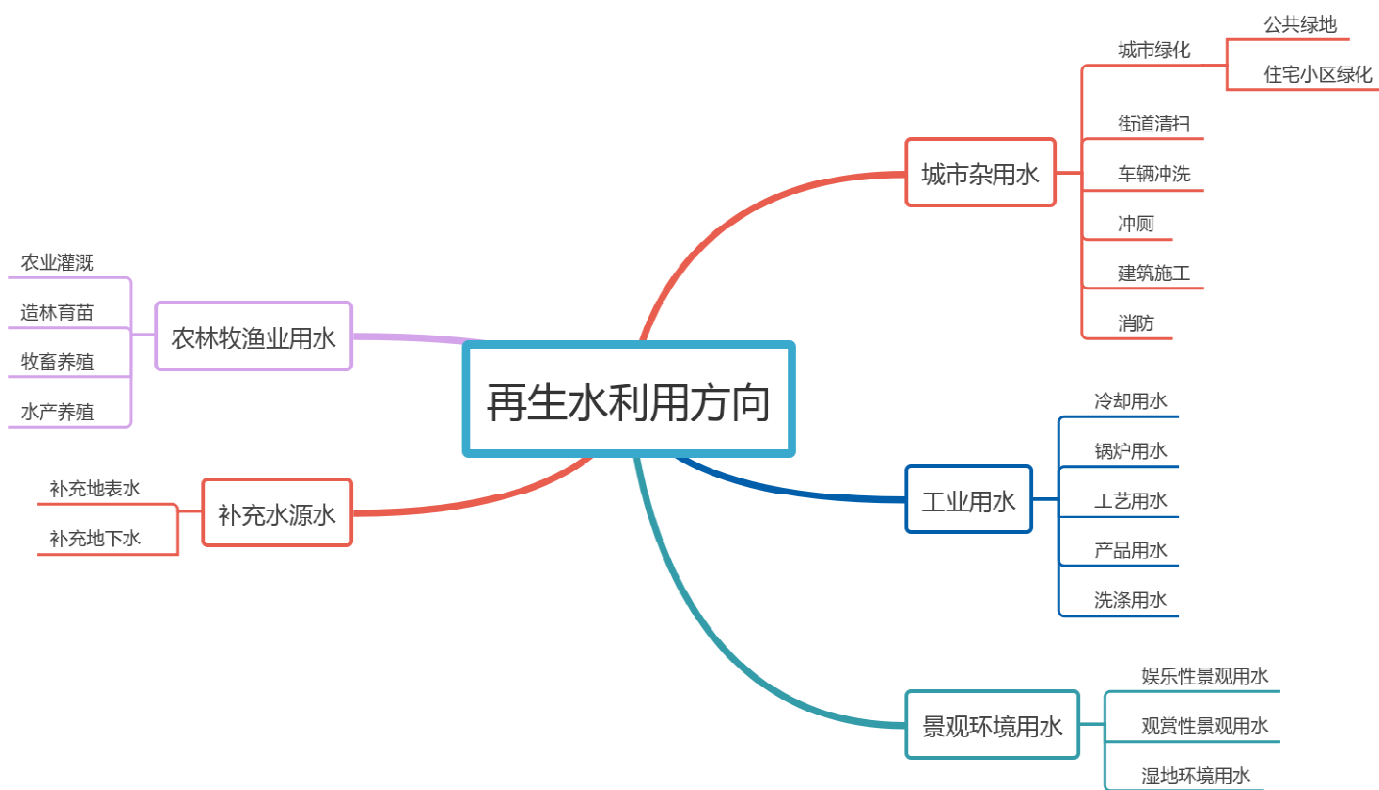 再生水利用方向
城市杂用水
城市绿化
公共绿地
住宅小区绿化
街道清扫
车辆冲洗
冲厕
建筑施工
消防
工业用水
冷却用水
锅炉用水
工艺用水
产品用水
洗涤用水
景观环境用水
娱乐性景观用水
观赏性景观用水
湿地环境用水
补充水源水
补充地表水
补充地下水
农林牧渔业用水
农业灌溉
造林育苗
牧畜养殖
水产养殖